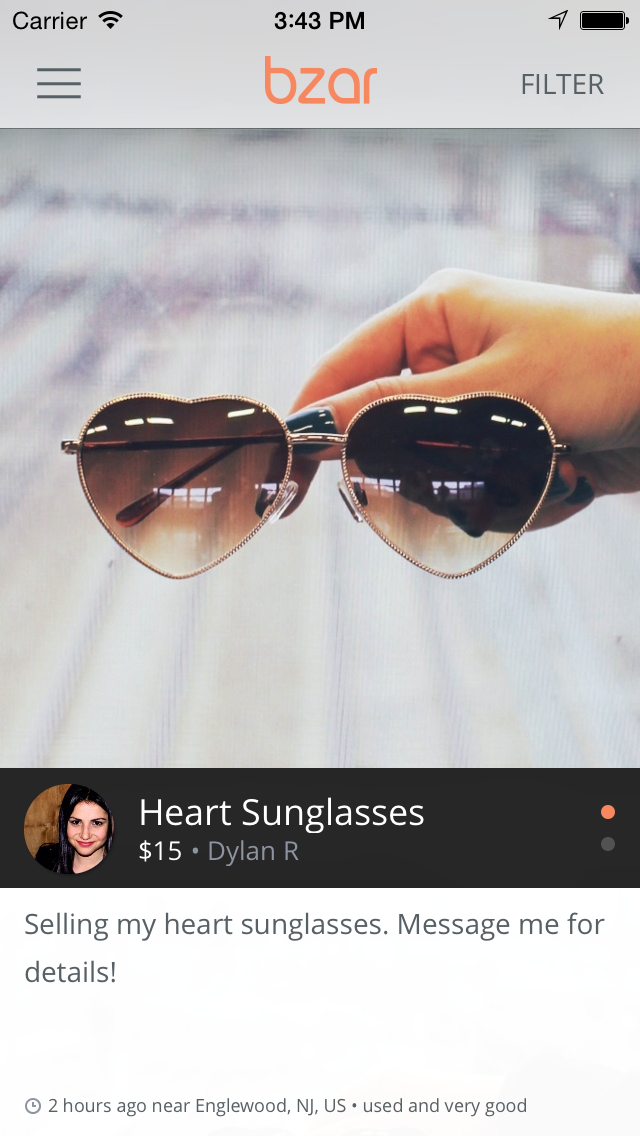 Carrier 3:43 PM
bzar FILTER
Heart Sunglasses
$15 • Dylan R
Selling my heart sunglasses. Message me for
details!
2 hours ago near Englewood, NJ, US • used and very good